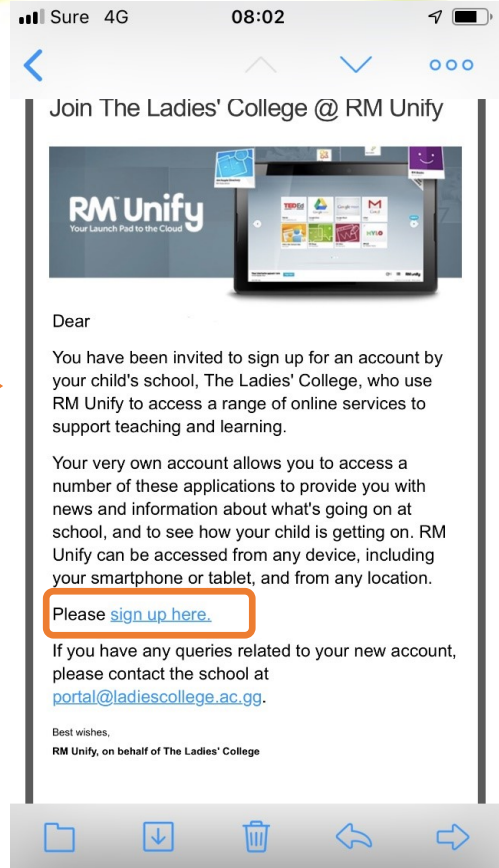 Sure 4G 08:02
Join The Ladies' College @ RM Unify
RM Unify
Your Launch Pad to the Cloud
Dear
You have been invited to sign up for an account by
your child's school, The Ladies' College, who use
RM Unify to access a range of online services to
support teaching and learning.
Your very own account allows you to access a
number of these applications to provide you with
news and information about what's going on at
school, and to see how your child is getting on. RM
Unify can be accessed from any device, including
your smartphone or tablet, and from any location.
Please sign up here.
If you have any queries related to your new account,
please contact the school at
portal@ladiescollege.ac.gg.
Best wishes,
RM Unify, on behalf of The Ladies' College